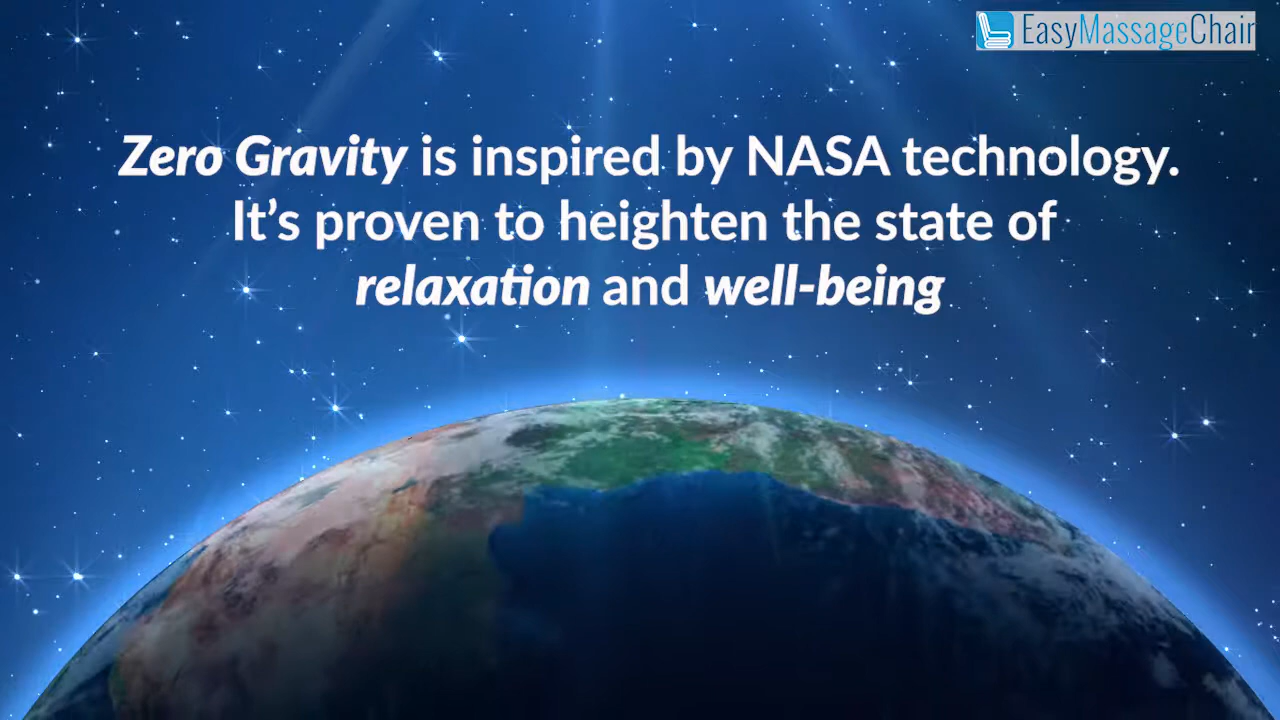 EasyMassageChair
Zero Gravity is inspired by NASA technology.
It’s proven to heighten the state of
relaxation and well-being